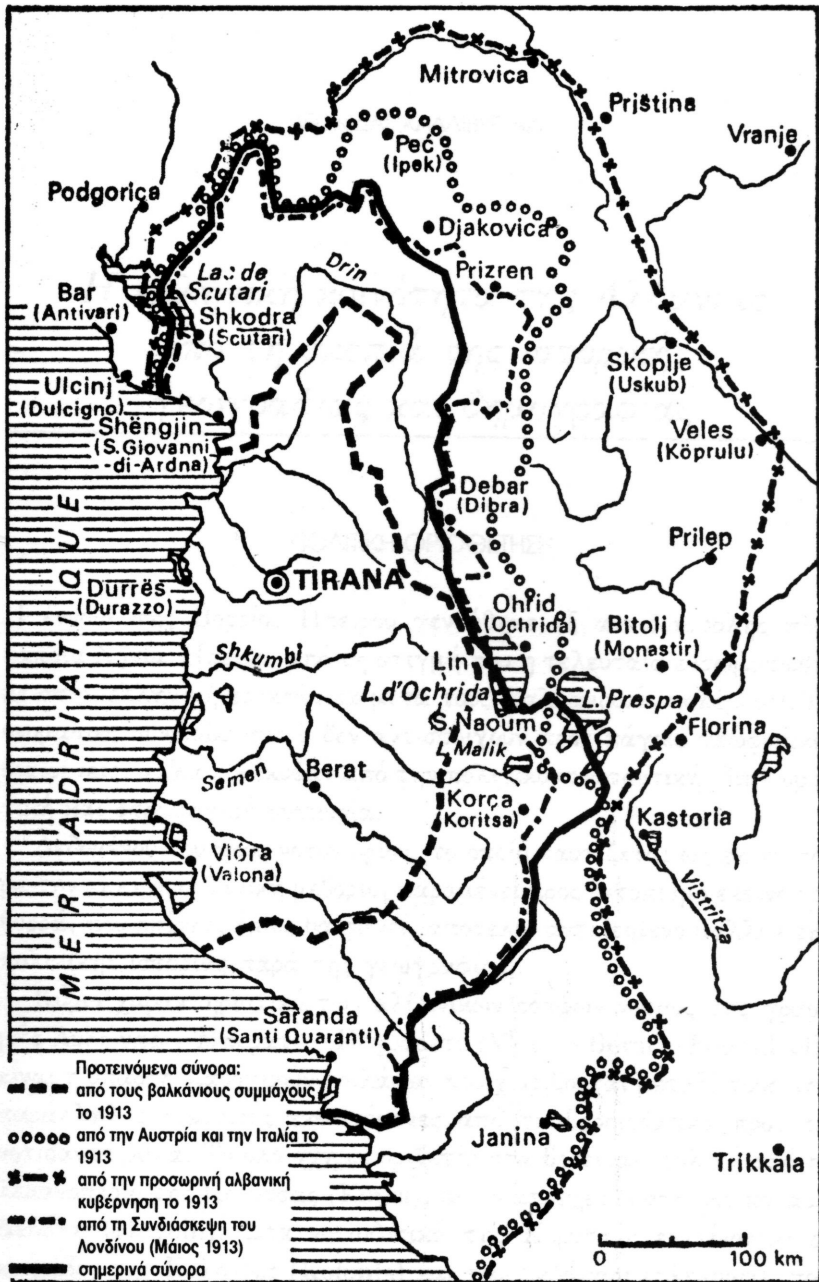 Mitrovica
Priština
Vranje
Peć
(Ipek)
Podgorica
Djakovica
Drin
Prizren
Lac de
Scutari
Bar
(Antivari)
Shkodra
(Scutari)
Skoplje
(Uskub)
Ulcinj
(Dulcigno)
Shëngjin
(S. Giovanni
-di-Ardna)
Veles
(Köprulu)
Debar
(Dibra)
Prilep
MER ADRIATIQUE
TIRANA
Durrës
(Durazzo)
Ohrid
(Ochrida)
Bitolj
(Monastir)
Shkumbi
Lin
L.d'Ochrida
L. Prespa
S.Naoum
Florina
L.Malik
Semen
Berat
Korça
(Koritsa)
Kastoria
Vlóra
(Valona)
Vistritza
Saranda
(Santi Quaranti)
Προτεινόμενα σύνορα:
από τους βαλκάνιους συμμάχους
το 1913
από την Αυστρία και την Ιταλία το
1913
από την προσωρινή αλβανική
κυβέρνηση το 1913
από τη Συνδιάσκεψη του
Λονδίνου (Μάιος 1913)
σημερινά σύνορα
Janina
Trikkala
0 100 km